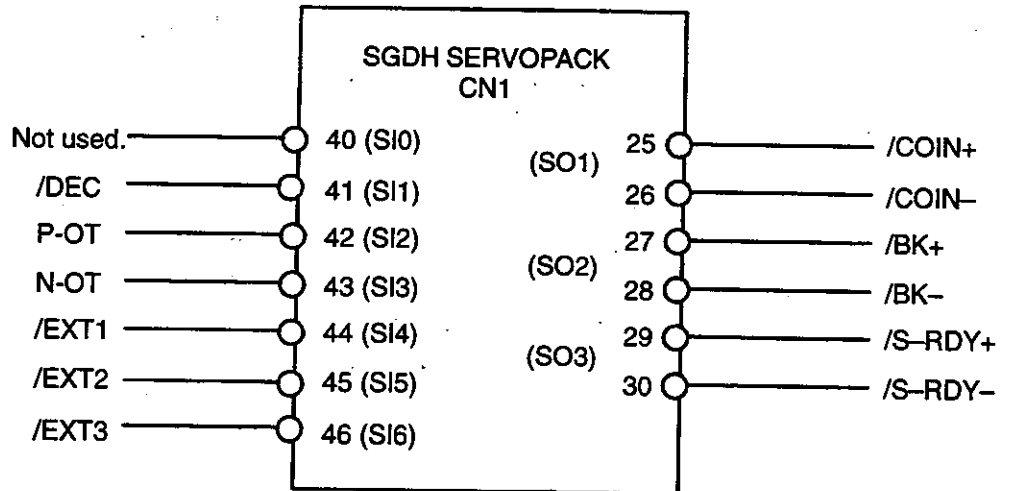 SGDH SERVOPACK
CN1
Not used.
40 (SI0)
/DEC
41 (SI1)
P-OT
42 (SI2)
N-OT
43 (SI3)
/EXT1
44 (SI4)
/EXT2
45 (SI5)
/EXT3
46 (SI6)
(SO1)
25
/COIN+
26
/COIN–
(SO2)
27
/BK+
28
/BK–
(SO3)
29
/S–RDY+
30
/S–RDY–